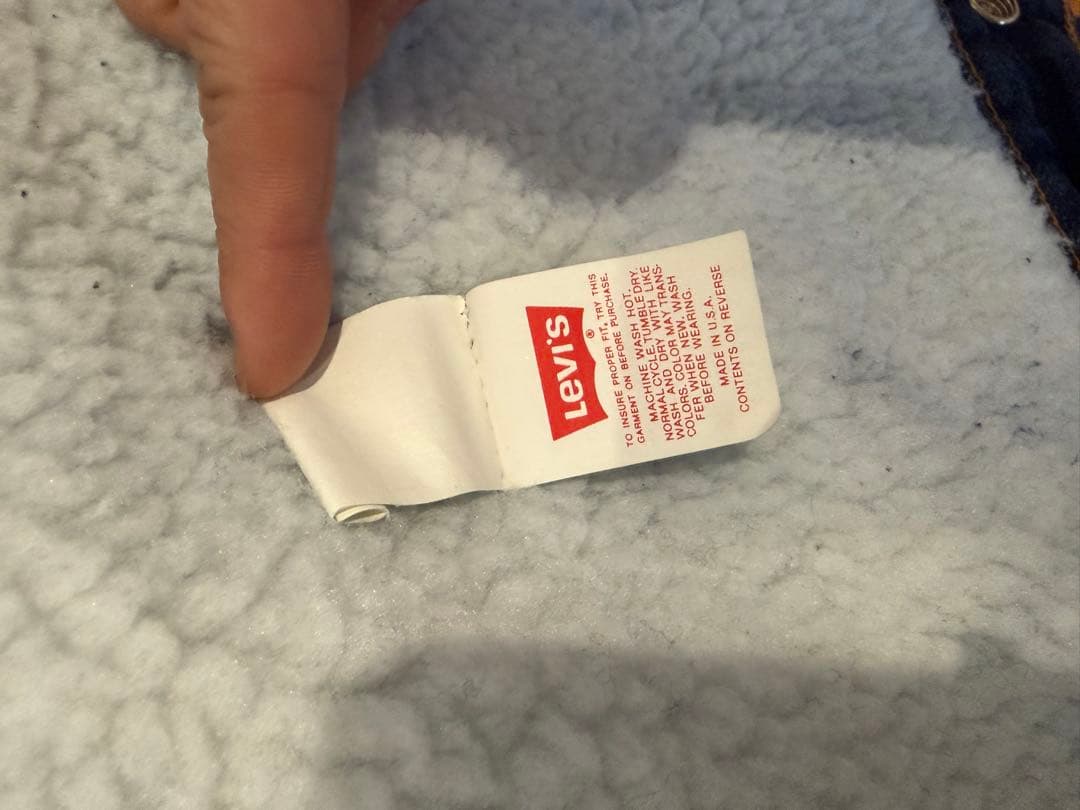 Levi's®
TO INSURE PROPER FIT, TRY THIS
GARMENT ON BEFORE PURCHASE.
MACHINE WASH HOT.
NORMAL CYCLE, TUMBLE DRY.
WASH AND DRY WITH LIKE
COLORS. COLOR MAY TRANS-
FER WHEN NEW. WASH
BEFORE WEARING.
MADE IN U.S.A.
CONTENTS ON REVERSE